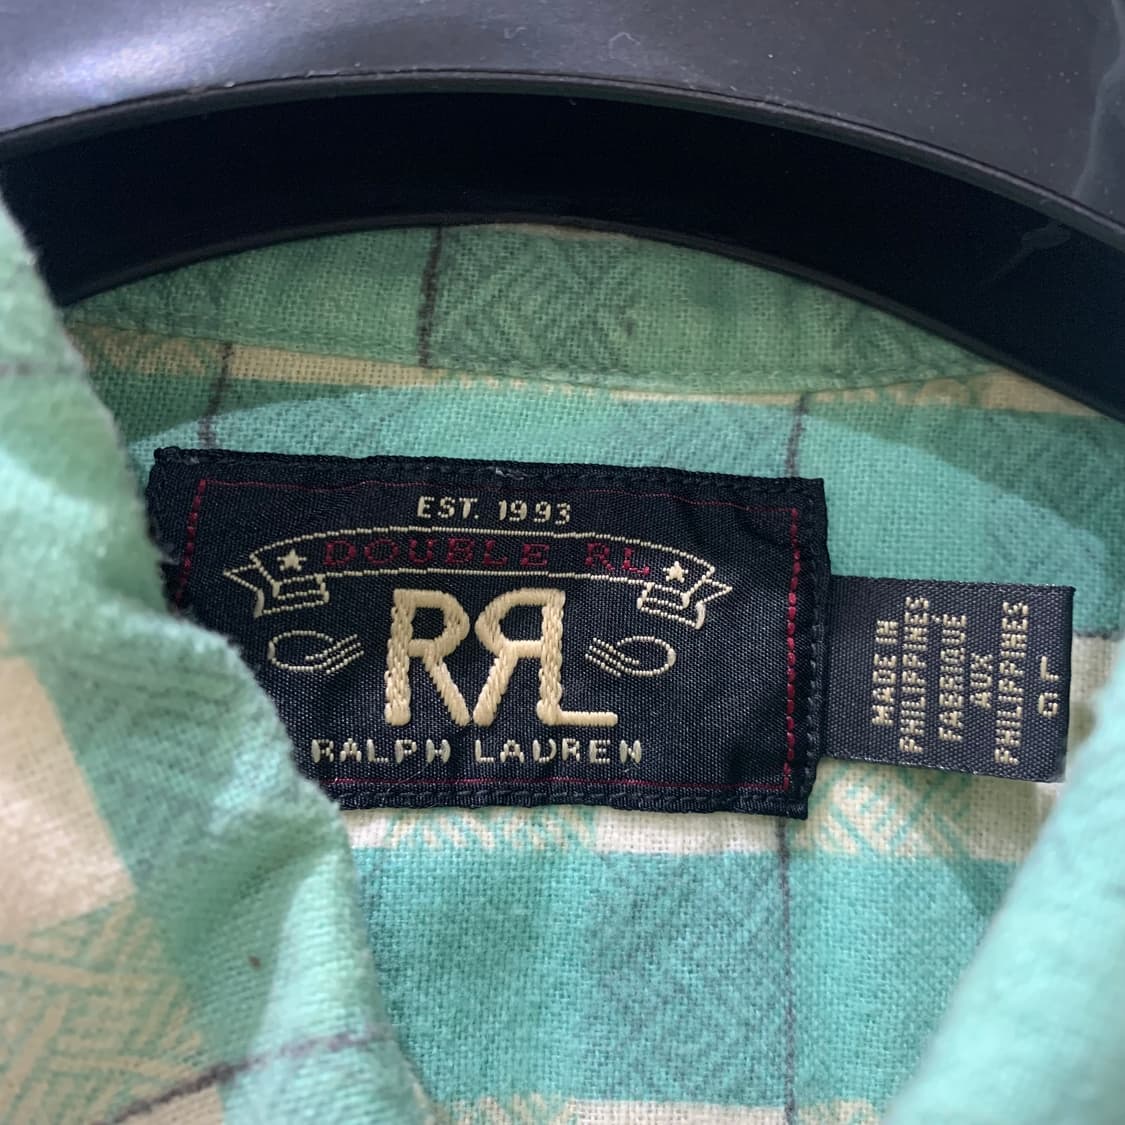 EST. 1993
DOUBLE RL
RRL
RALPH LAUREN
MADE IN
PHILIPPINES
FABRIQUE
AUX
PHILIPPINES